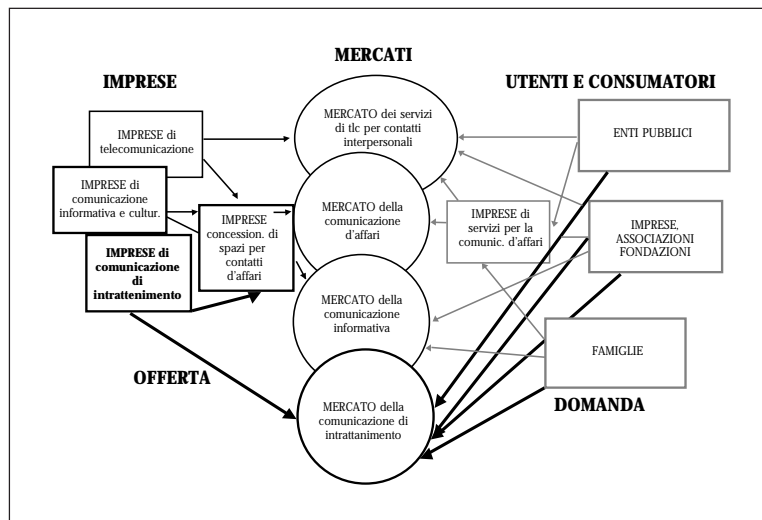 MERCATI
IMPRESE
UTENTI E CONSUMATORI
IMPRESE di
telecomunicazione
MERCATO dei servizi
di tlc per contatti
interpersonali
ENTI PUBBLICI
IMPRESE di
comunicazione
informativa e cultur.
IMPRESE
concession. di
spazi per
contatti
d'affari
MERCATO della
comunicazione
d'affari
IMPRESE di
servizi per la
comunic. d'affari
IMPRESE,
ASSOCIAZIONI
FONDAZIONI
IMPRESE di
comunicazione
di
intrattenimento
MERCATO della
comunicazione
informativa
FAMIGLIE
OFFERTA
MERCATO della
comunicazione di
intrattanimento
DOMANDA